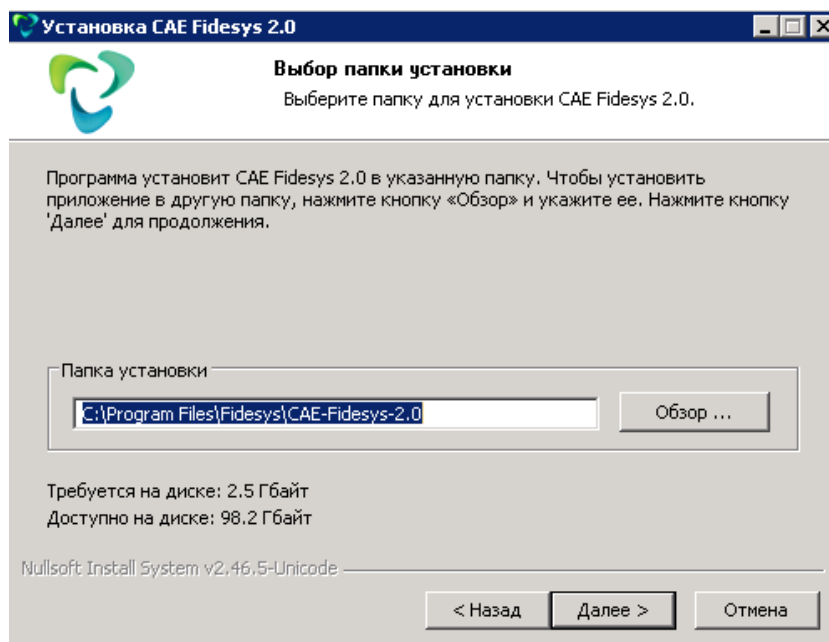 Установка CAE Fidesys 2.0
Выбор папки установки
Выберите папку для установки CAE Fidesys 2.0.
Программа установит CAE Fidesys 2.0 в указанную папку. Чтобы установить
приложение в другую папку, нажмите кнопку «Обзор» и укажите ее. Нажмите кнопку
'Далее' для продолжения.
Папка установки
C:\Program Files\Fidesys\CAE-Fidesys-2.0
Обзор ...
Требуется на диске: 2.5 Гбайт
Доступно на диске: 98.2 Гбайт
Nullsoft Install System v2.46.5-Unicode
< Назад
Далее >
Отмена